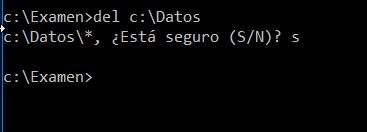 c:\Examen>del c:\Datos
c:\Datos\*, ¿Está seguro (S/N)? s
c:\Examen>